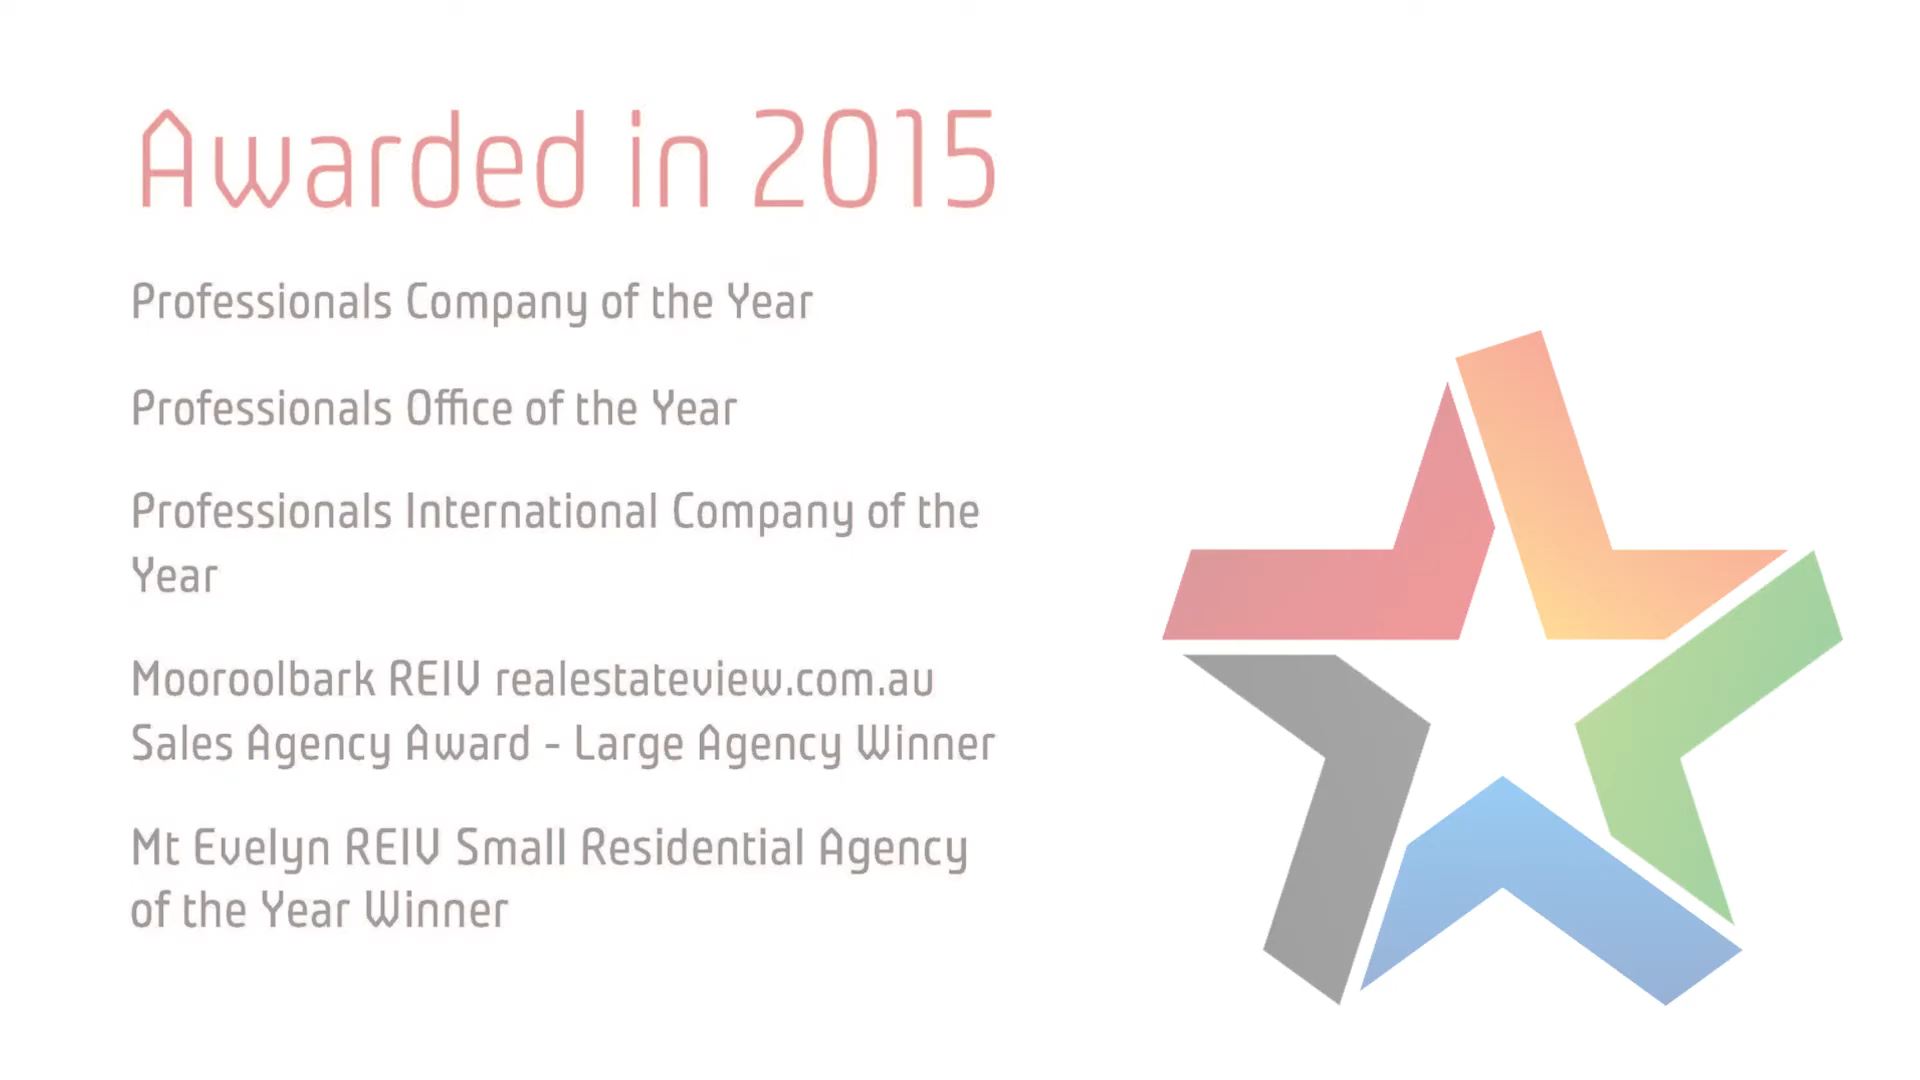 Awarded in 2015
Professionals Company of the Year
Professionals Office of the Year
Professionals International Company of the
Year
Mooroolbark REIV realestateview.com.au
Sales Agency Award - Large Agency Winner
Mt Evelyn REIV Small Residential Agency
of the Year Winner